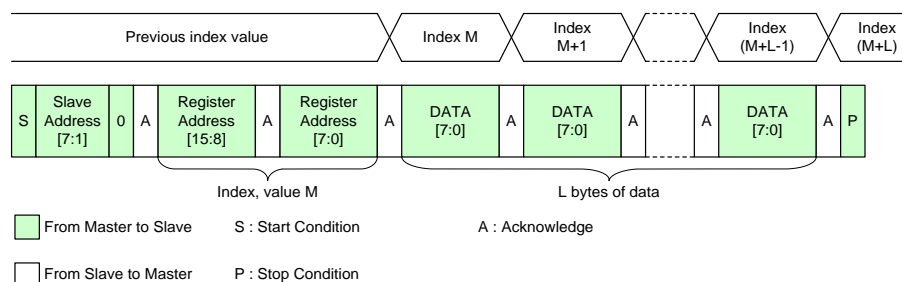 Previous index value
Index M
Index
M+1
Index
(M+L-1)
Index
(M+L)
S
Slave
Address
[7:1]
0
A
Register
Address
[15:8]
A
Register
Address
[7:0]
A
DATA
[7:0]
A
DATA
[7:0]
A
A
DATA
[7:0]
A
P
Index, value M
L bytes of data
From Master to Slave
S : Start Condition
A : Acknowledge
From Slave to Master
P : Stop Condition